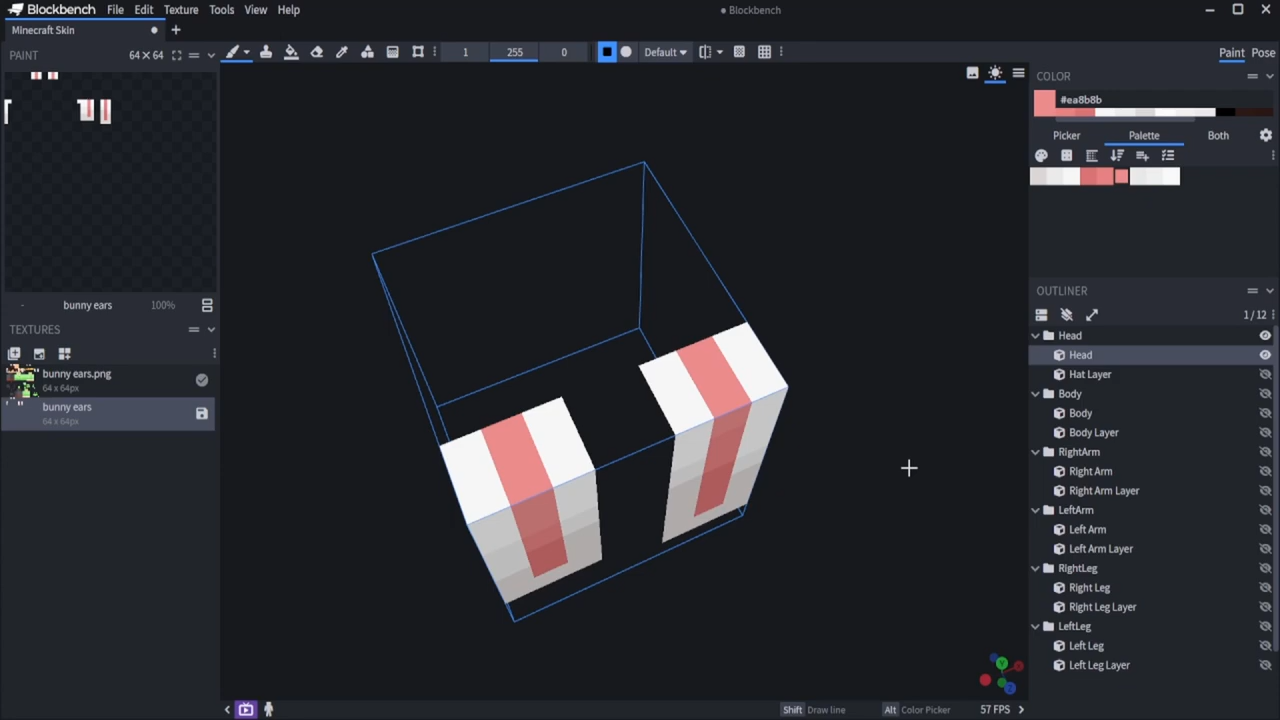 Blockbench File Edit Texture Tools View Help
Blockbench
Minecraft Skin
PAINT 64 × 64
1 255 0 Default
Paint Pose
COLOR
#ea8b8b
Picker Palette Both
- bunny ears 100%
TEXTURES
bunny ears.png
64 x 64px
bunny ears
64 x 64px
OUTLINER
1 / 12
Head
Head
Hat Layer
Body
Body
Body Layer
RightArm
Right Arm
Right Arm Layer
LeftArm
Left Arm
Left Arm Layer
RightLeg
Right Leg
Right Leg Layer
LeftLeg
Left Leg
Left Leg Layer
Y
Z
Shift Draw line Alt Color Picker 57 FPS